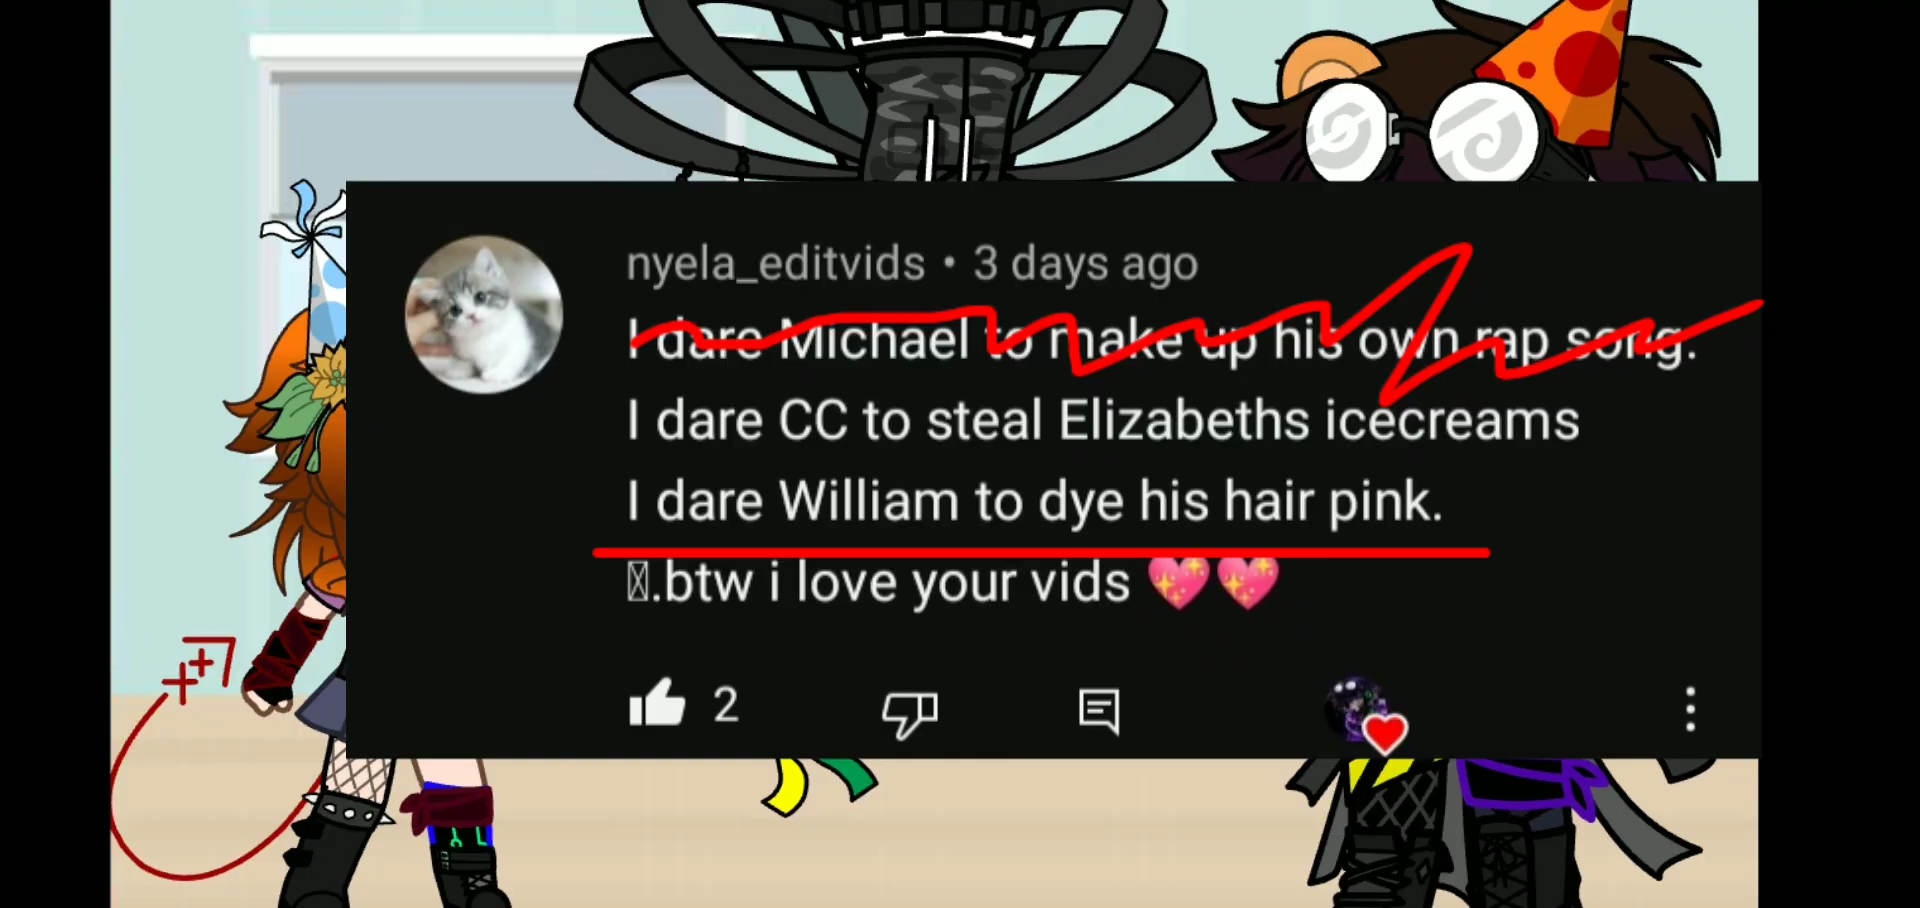 nyela_editvids • 3 days ago
I dare Michael to make up his own rap song.
I dare CC to steal Elizabeths icecreams
I dare William to dye his hair pink.
.btw i love your vids 💖💖
2